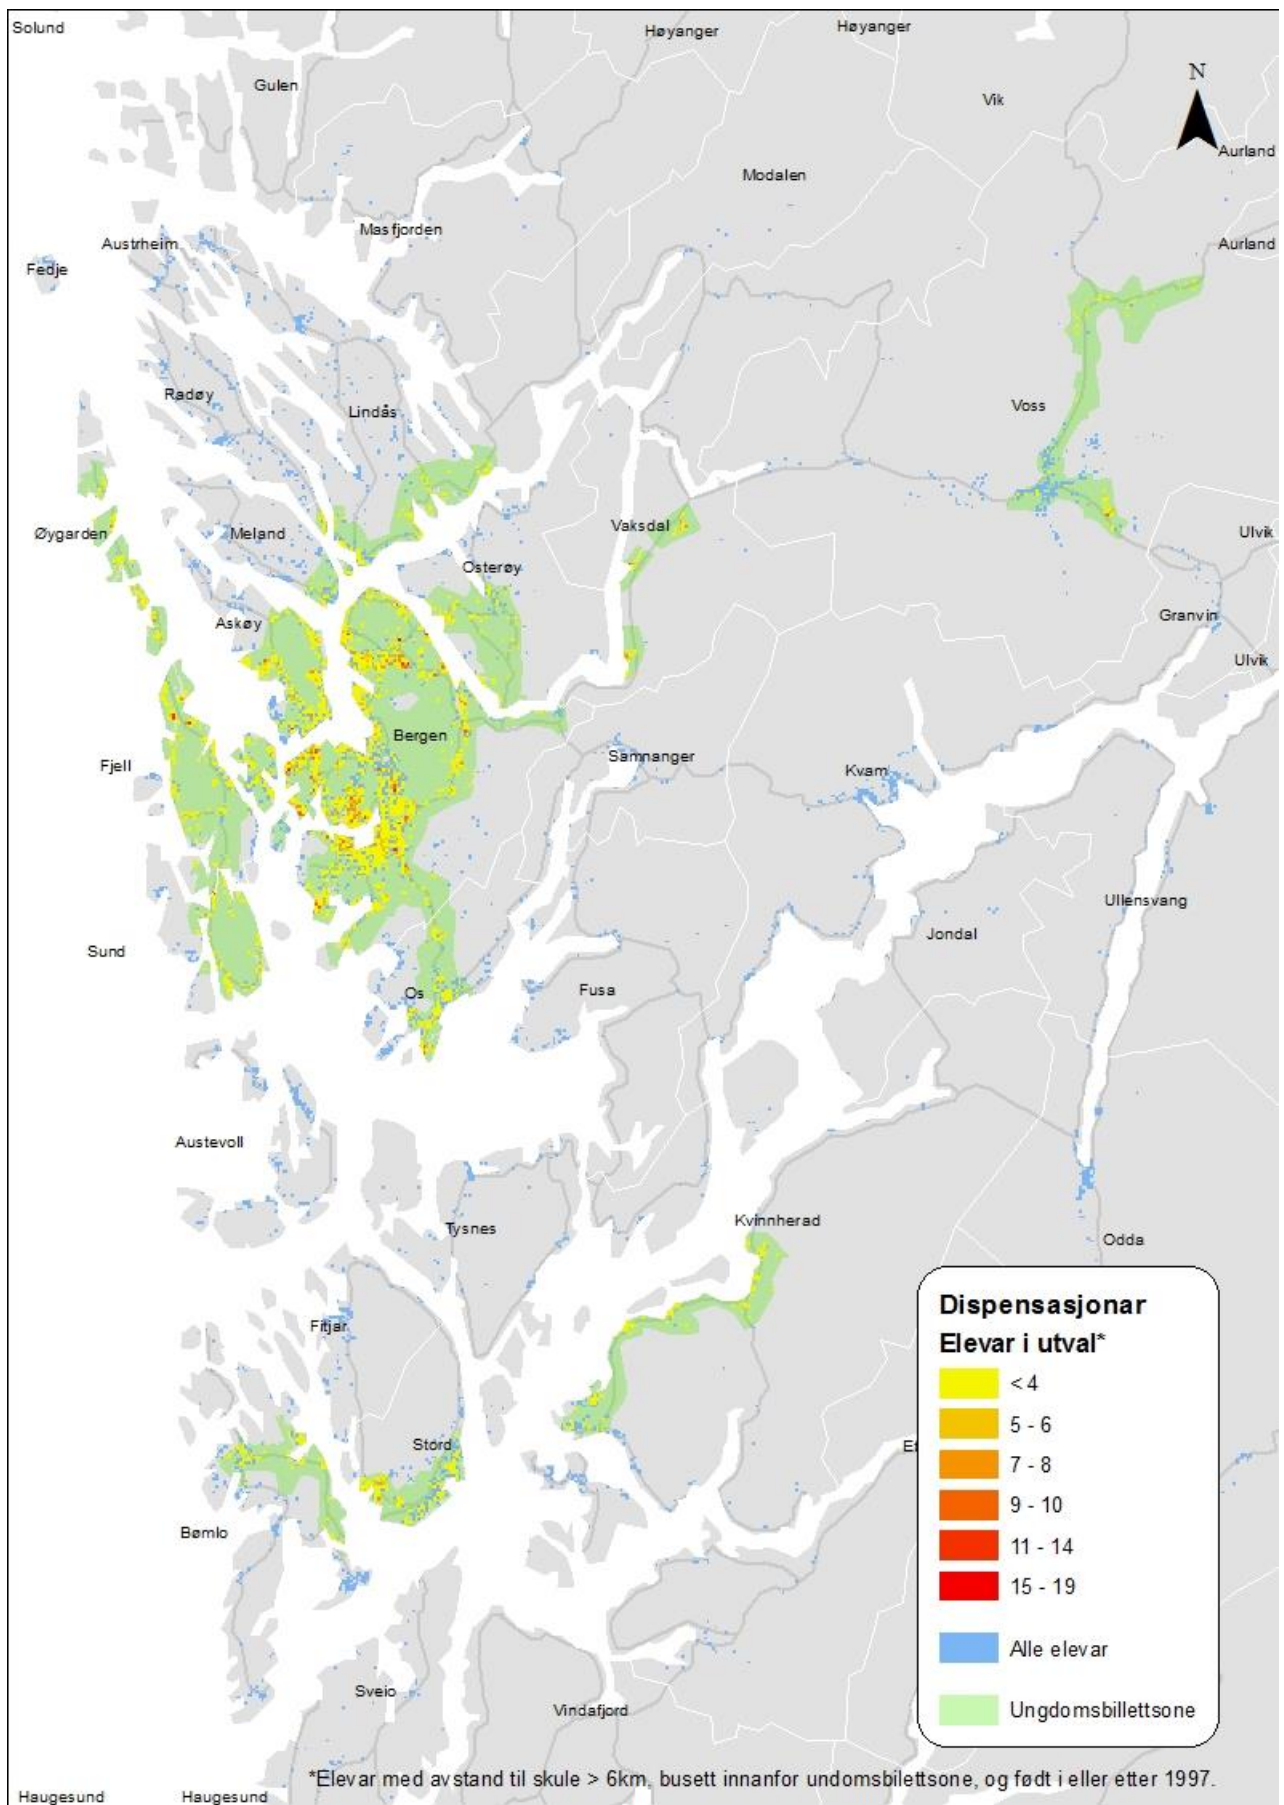 Solund
Høyanger
Høyanger
Gulen
Vik
N
Aurland
Modalen
Masfjorden
Austrheim
Aurland
Fedje
Radøy
Lindås
Voss
Øygarden
Meland
Vaksdal
Ulvik
Osterøy
Askøy
Granvin
Ulvik
Bergen
Samnanger
Fjell
Kvam
Ullensvang
Sund
Jondal
Os
Fusa
Austevoll
Tysnes
Kvinnherad
Odda
Fitjar
Stord
Et
Bømlo
Sveio
Vindafjord
Dispensasjonar
Elevar i utval*
< 4
5 - 6
7 - 8
9 - 10
11 - 14
15 - 19
Alle elevar
Ungdomsbillettsone
*Elevar med avstand til skule > 6km, busett innanfor undomsbilettsone, og født i eller etter 1997.
Haugesund
Haugesund